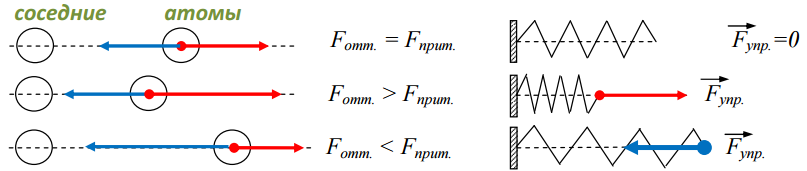 соседние атомы
Fотт. = Fприт.
Fупр.=0
Fотт. > Fприт.
Fупр.
Fотт. < Fприт.
Fупр.